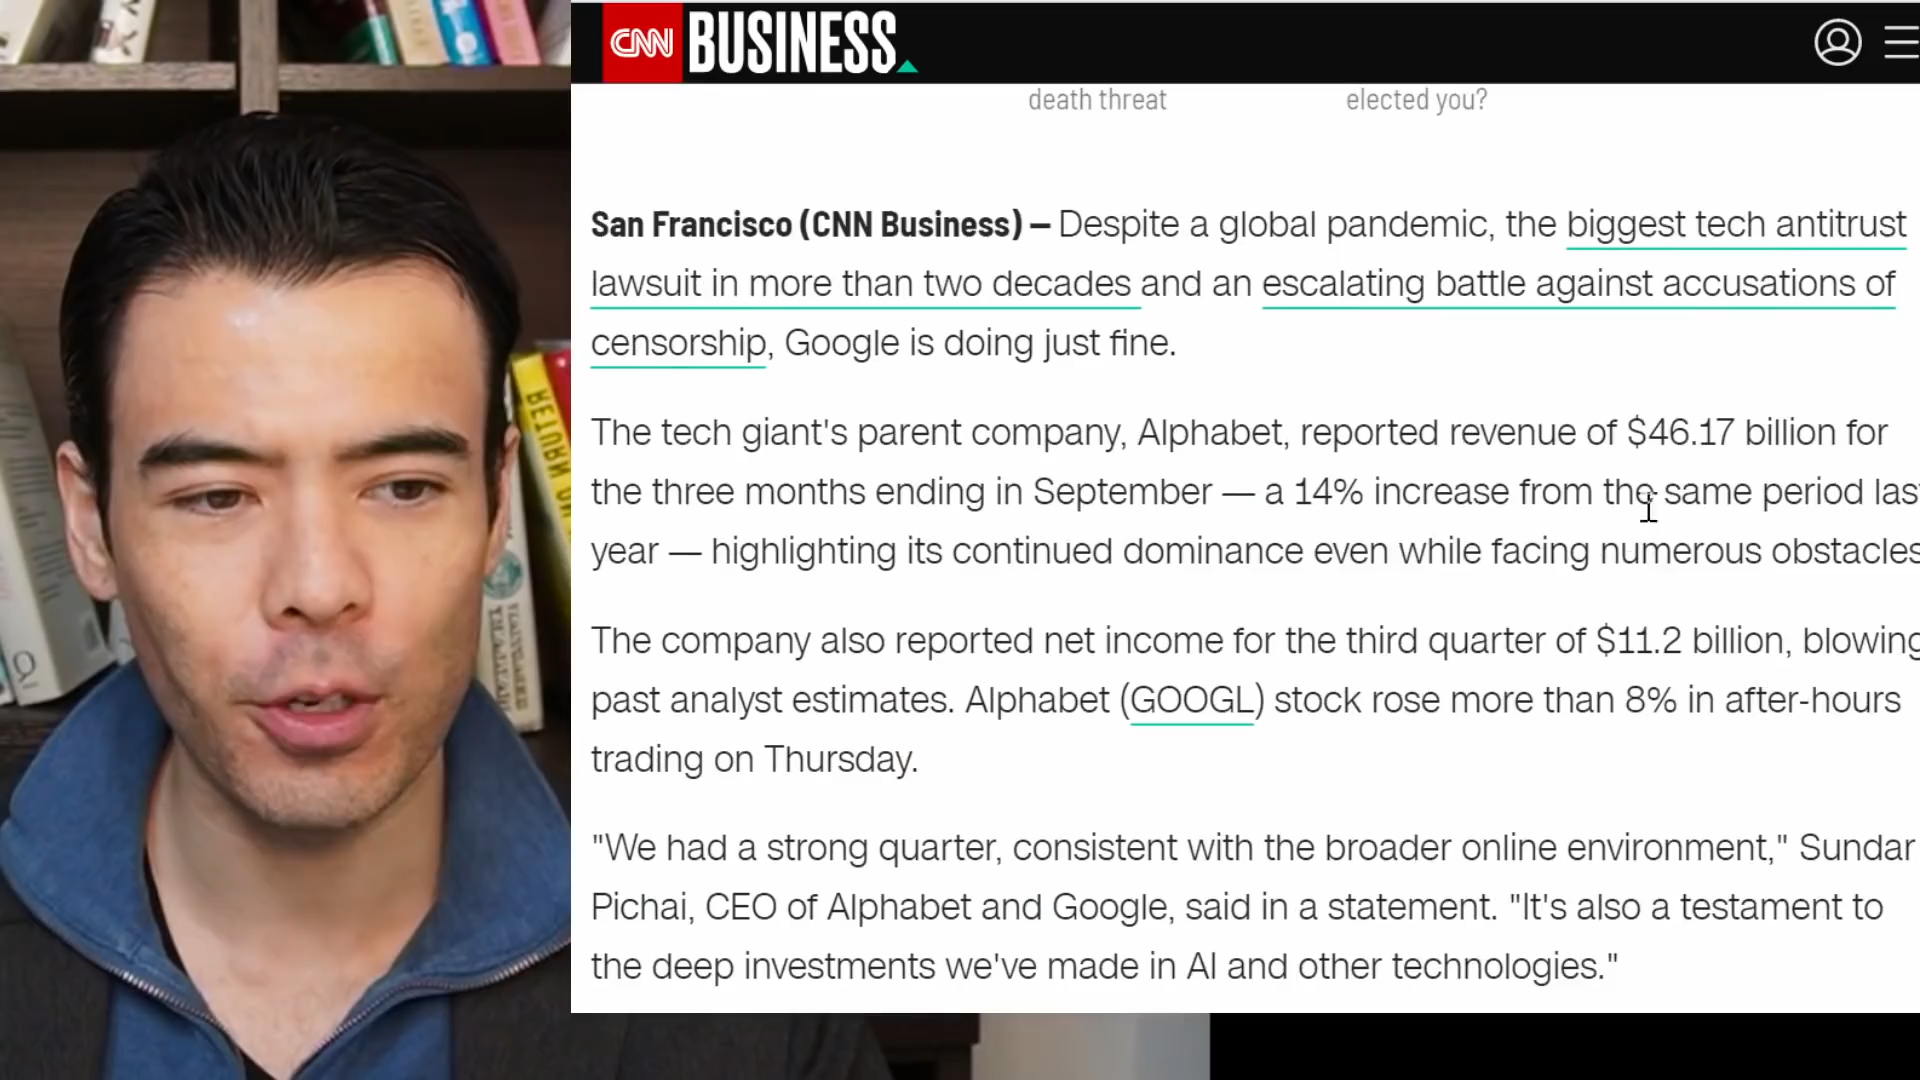 CNN BUSINESS
death threat elected you?
San Francisco (CNN Business) — Despite a global pandemic, the biggest tech antitrust
lawsuit in more than two decades and an escalating battle against accusations of
censorship, Google is doing just fine.
The tech giant's parent company, Alphabet, reported revenue of $46.17 billion for
the three months ending in September — a 14% increase from the same period las
year — highlighting its continued dominance even while facing numerous obstacles
The company also reported net income for the third quarter of $11.2 billion, blowing
past analyst estimates. Alphabet (GOOGL) stock rose more than 8% in after-hours
trading on Thursday.
"We had a strong quarter, consistent with the broader online environment," Sundar
Pichai, CEO of Alphabet and Google, said in a statement. "It's also a testament to
the deep investments we've made in AI and other technologies."
RETURN